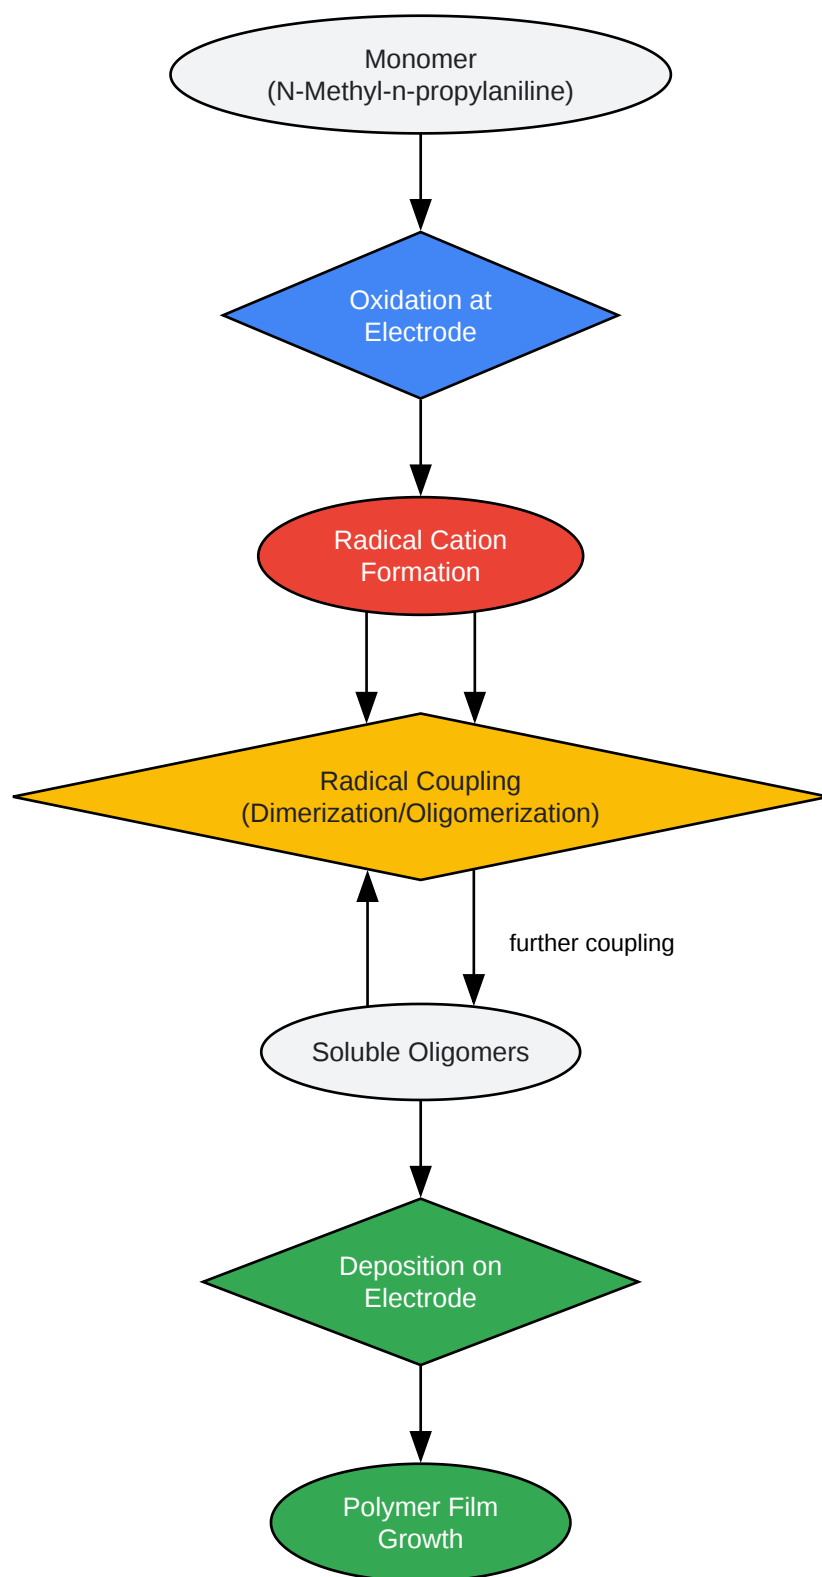 Monomer
(N-Methyl-n-propylaniline)
Oxidation at
Electrode
Radical Cation
Formation
Radical Coupling
(Dimerization/Oligomerization)
further coupling
Soluble Oligomers
Deposition on
Electrode
Polymer Film
Growth